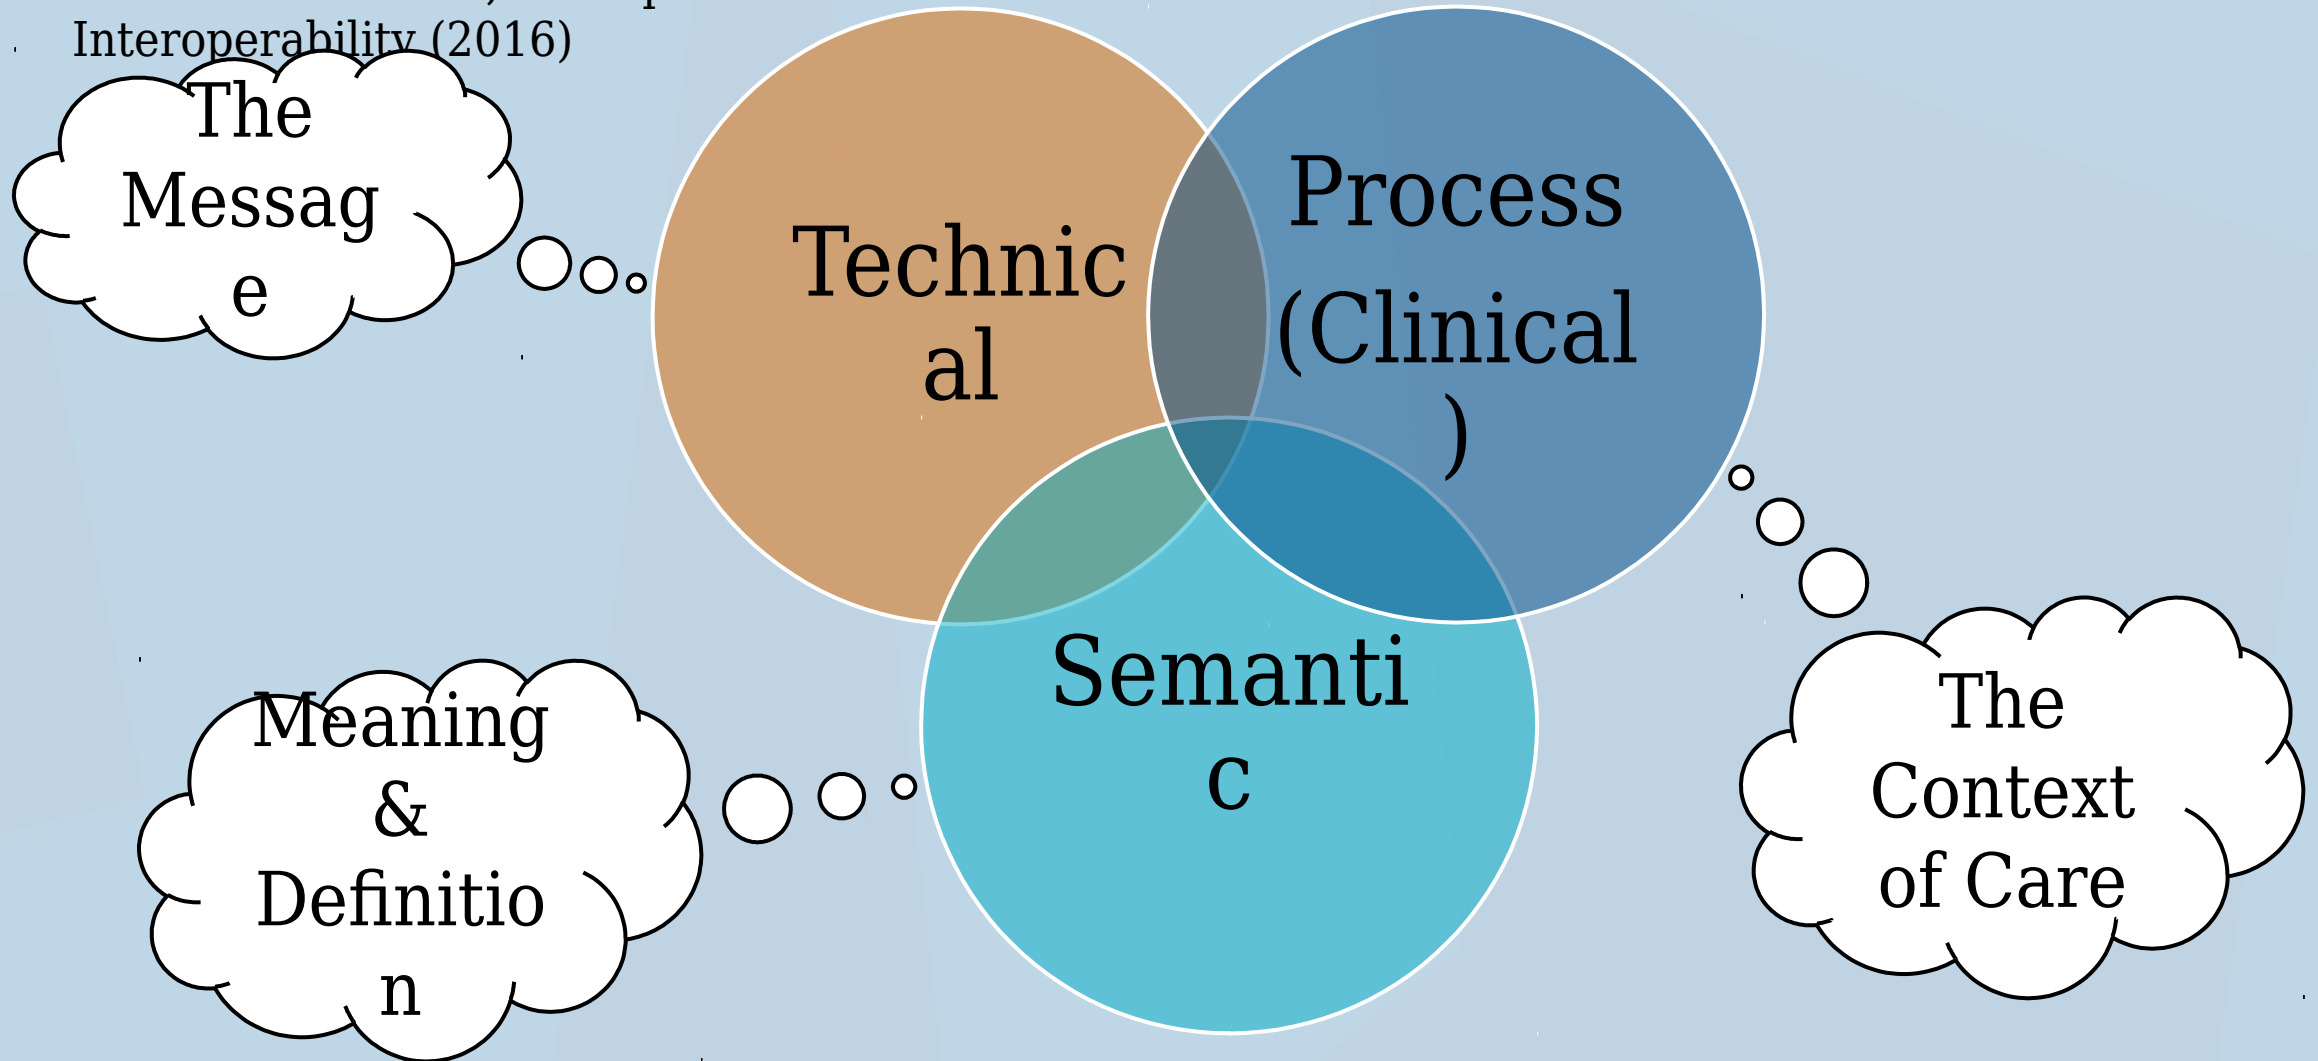 Interoperability (2016)
The
Messag
e
Technic
al
Process
(Clinical
)
Semanti
c
Meaning
&
Definitio
n
The
Context
of Care